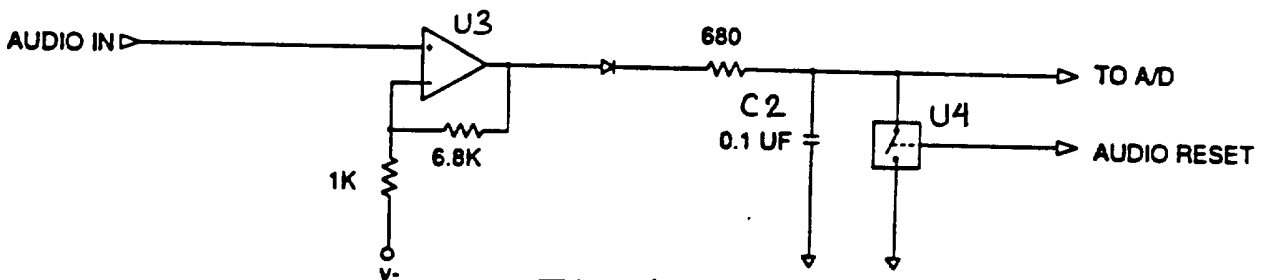 U3
AUDIO IN
680
TO A/D
C2
0.1 UF
U4
6.8K
AUDIO RESET
1K
V-